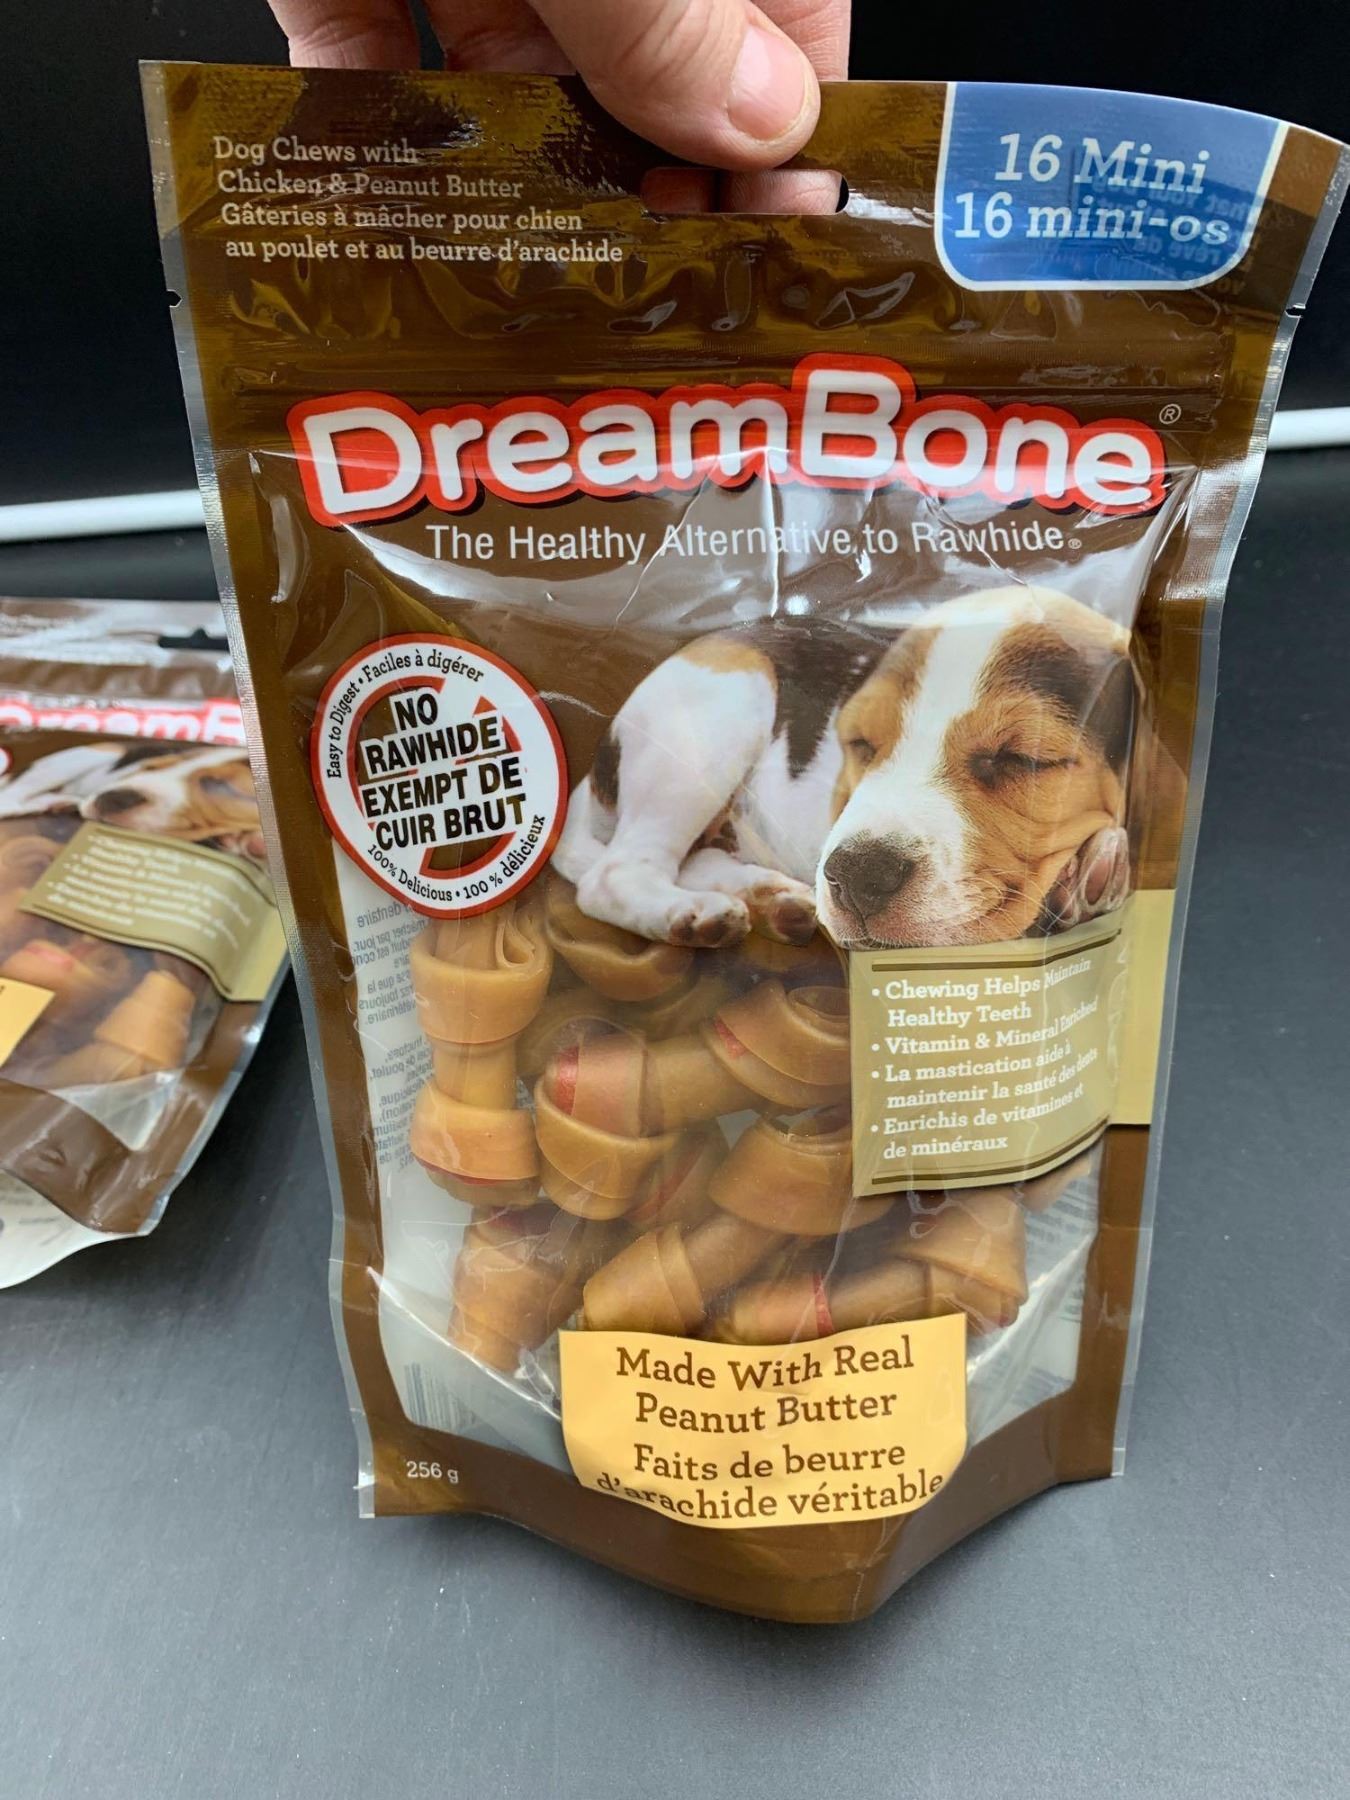 Dog Chews with
Chicken & Peanut Butter
Gâteries à mâcher pour chien
au poulet et au beurre d'arachide
16 Mini
16 mini-os
DreamBone®
The Healthy Alternative to Rawhide®
Easy to Digest • Faciles à digérer
NO
RAWHIDE
EXEMPT DE
CUIR BRUT
100% Delicious • 100 % délicieux
• Chewing Helps Maintain
Healthy Teeth
• Vitamin & Mineral Enriched
• La mastication aide à
maintenir la santé des dents
• Enrichis de vitamines et
de minéraux
Made With Real
Peanut Butter
Faits de beurre
d'arachide véritable
256 g